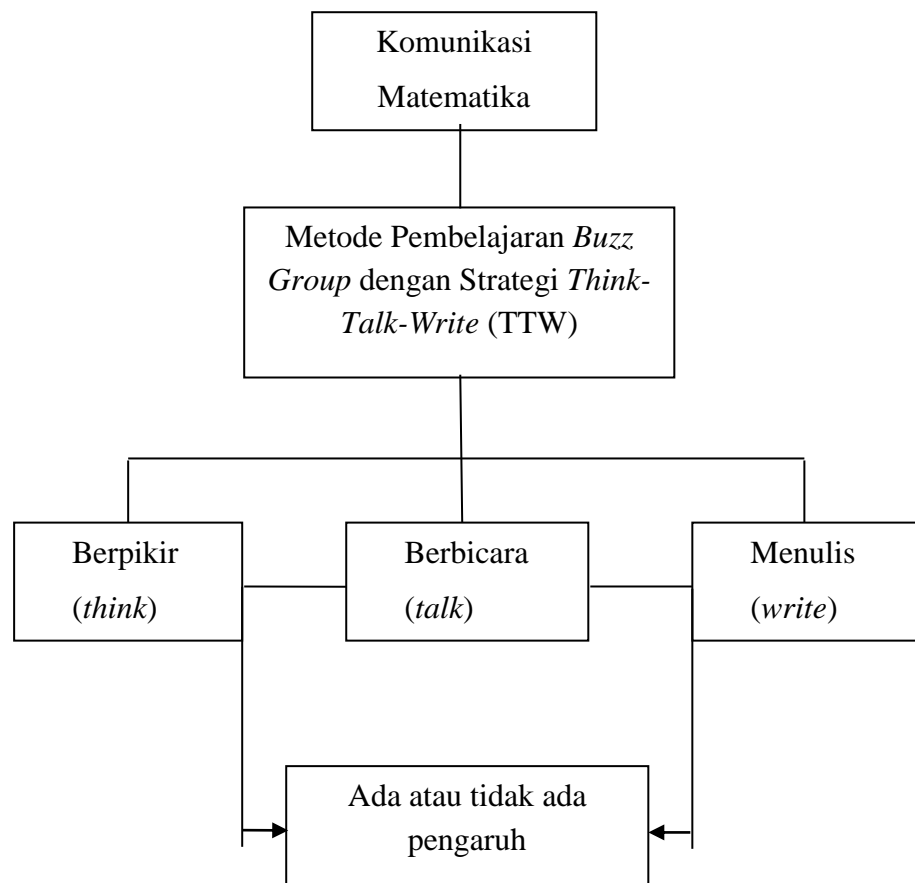 Komunikasi
Matematika
Metode Pembelajaran Buzz
Group dengan Strategi Think-
Talk-Write (TTW)
Berpikir
(think)
Berbicara
(talk)
Menulis
(write)
Ada atau tidak ada
pengaruh